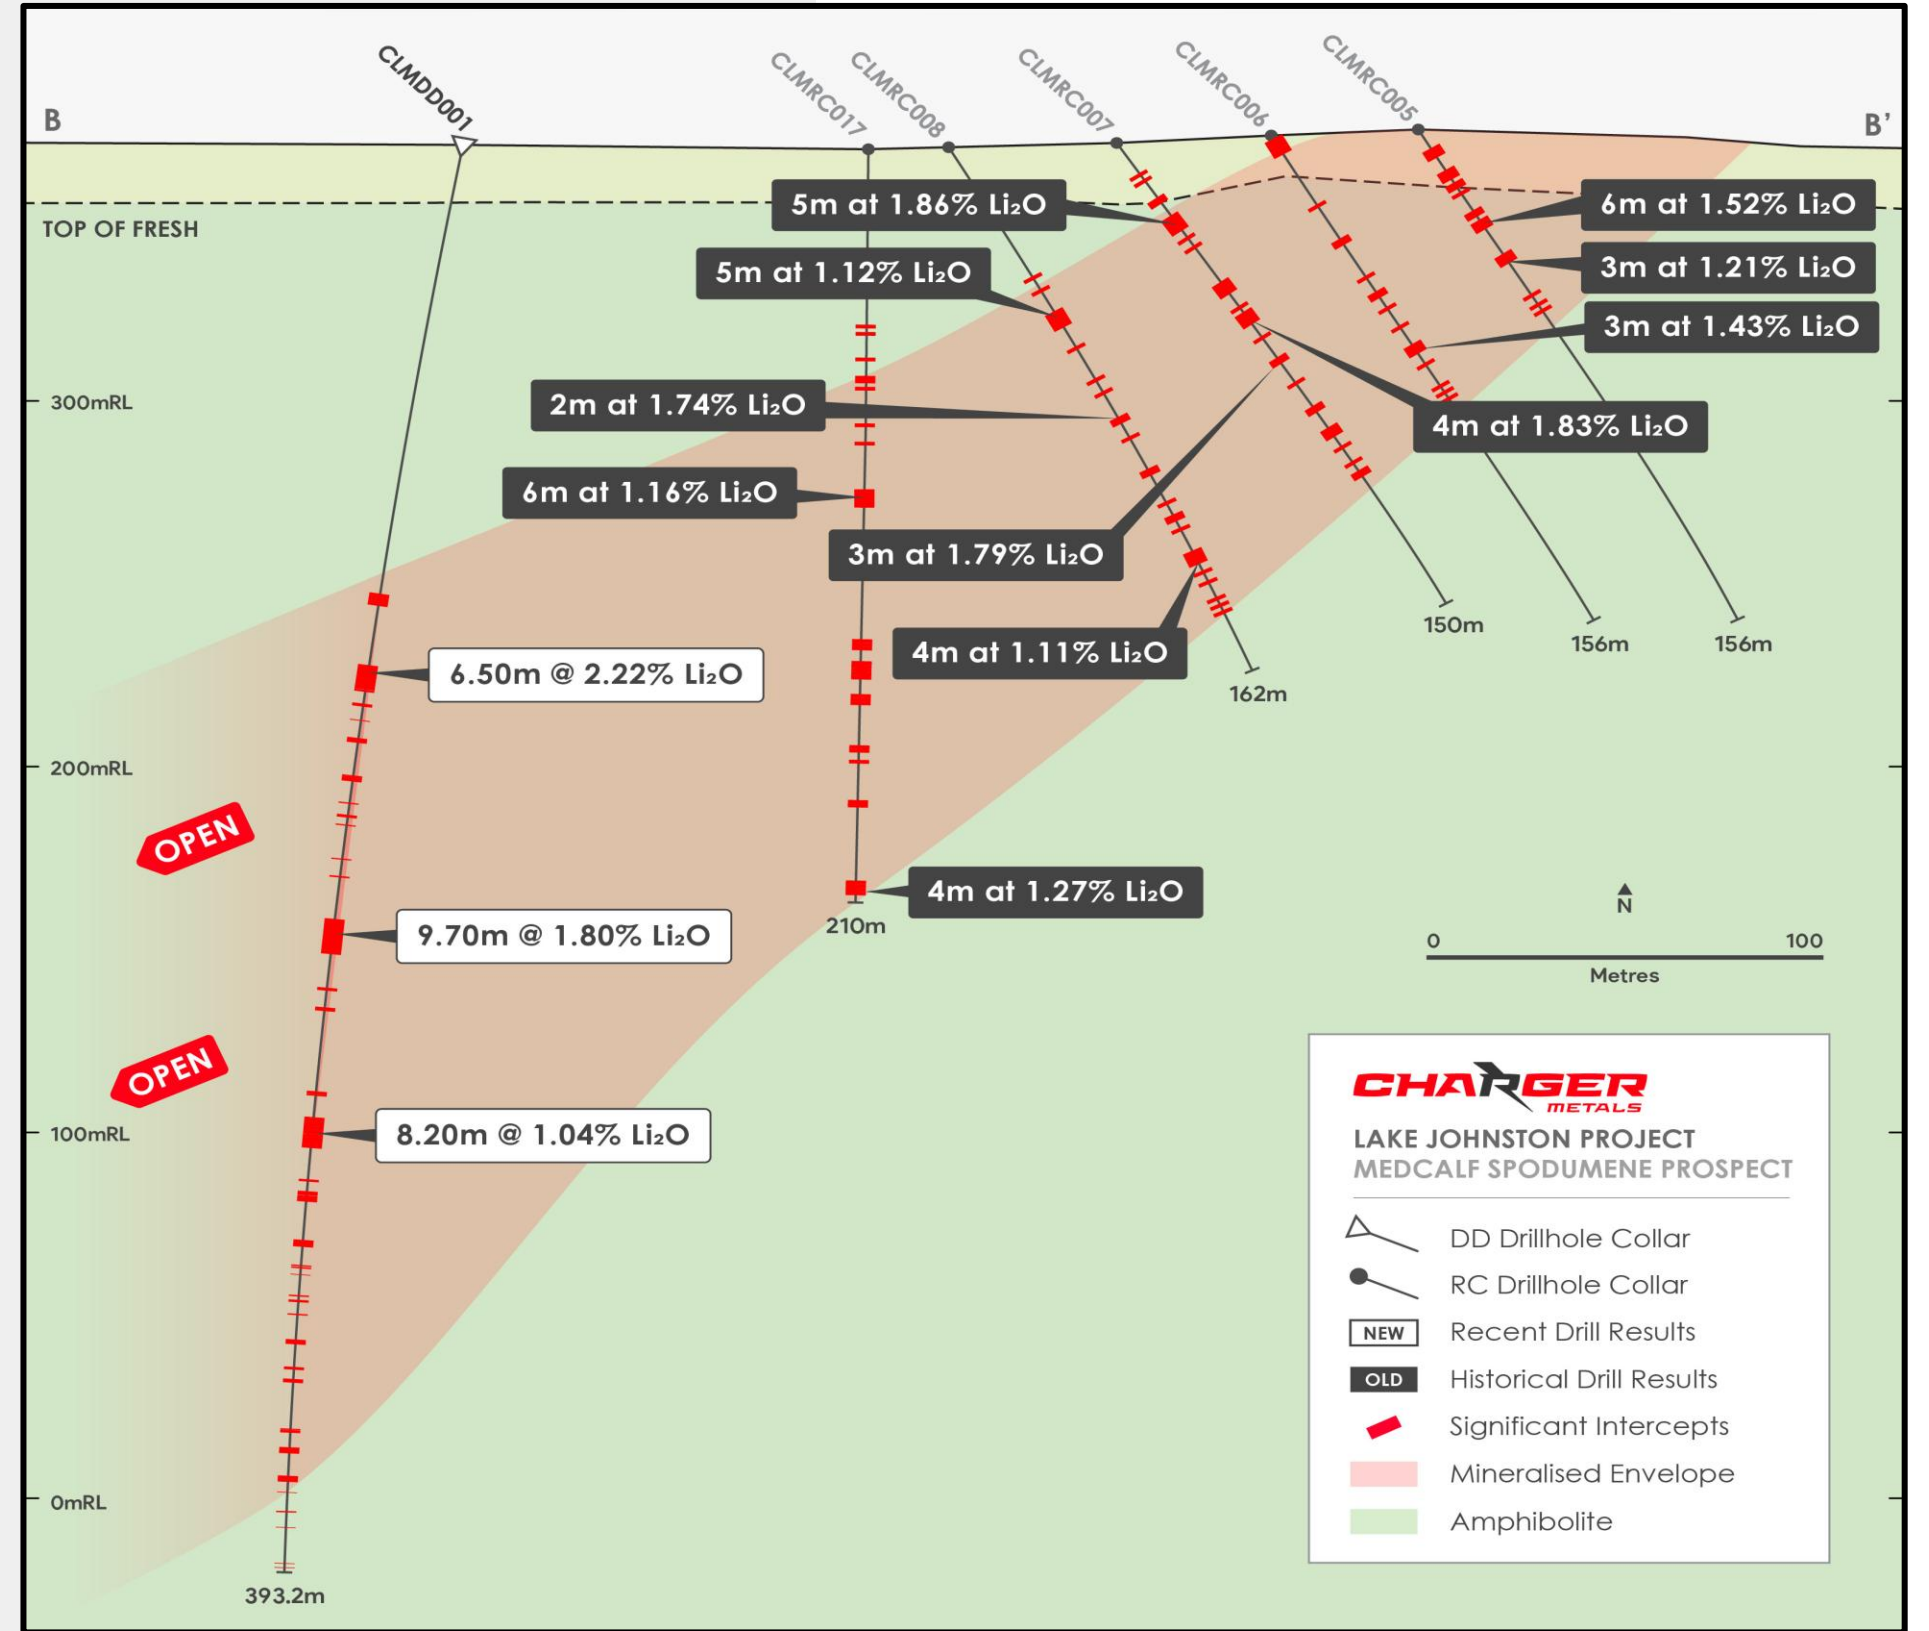 CLMDD001
CLMRC017
CLMRC008
CLMRC007
CLMRC006
CLMRC005
B
B'
TOP OF FRESH
5m at 1.86% Li₂O
6m at 1.52% Li₂O
5m at 1.12% Li₂O
3m at 1.21% Li₂O
3m at 1.43% Li₂O
300mRL
2m at 1.74% Li₂O
4m at 1.83% Li₂O
6m at 1.16% Li₂O
3m at 1.79% Li₂O
150m
156m
156m
4m at 1.11% Li₂O
6.50m @ 2.22% Li₂O
162m
200mRL
OPEN
4m at 1.27% Li₂O
210m
N
9.70m @ 1.80% Li₂O
0 100
Metres
OPEN
100mRL
8.20m @ 1.04% Li₂O
0mRL
393.2m
CHARGER
METALS
LAKE JOHNSTON PROJECT
MEDCALF SPODUMENE PROSPECT
DD Drillhole Collar
RC Drillhole Collar
NEW Recent Drill Results
OLD Historical Drill Results
Significant Intercepts
Mineralised Envelope
Amphibolite